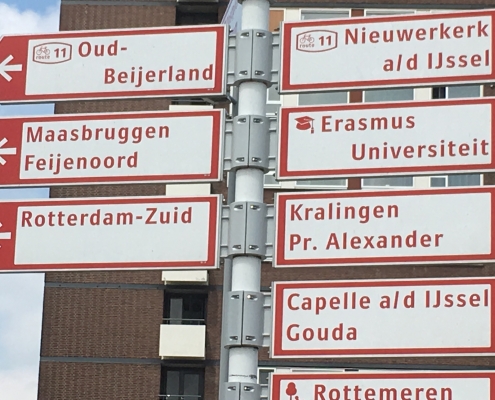 route 11 Oud-
Beijerland
Maasbruggen
Feijenoord
Rotterdam-Zuid
route 11 Nieuwerkerk
a/d IJssel
Erasmus
Universiteit
Kralingen
Pr. Alexander
Capelle a/d IJssel
Gouda
Rottemeren